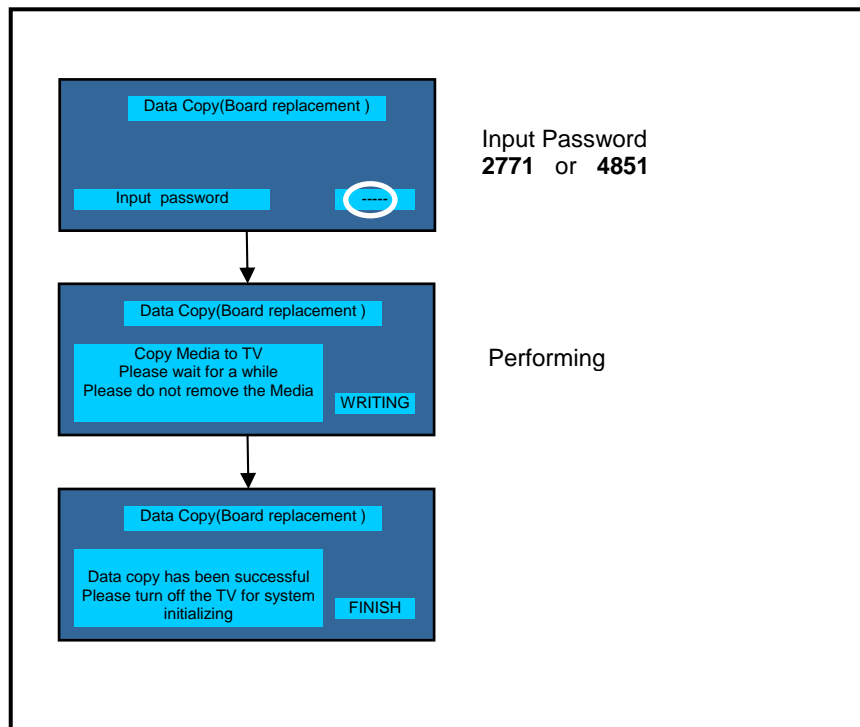 Data Copy(Board replacement )
Input Password
2771 or 4851
Input password -----
Data Copy(Board replacement )
Copy Media to TV
Please wait for a while
Please do not remove the Media
WRITING
Performing
Data Copy(Board replacement )
Data copy has been successful
Please turn off the TV for system
initializing
FINISH